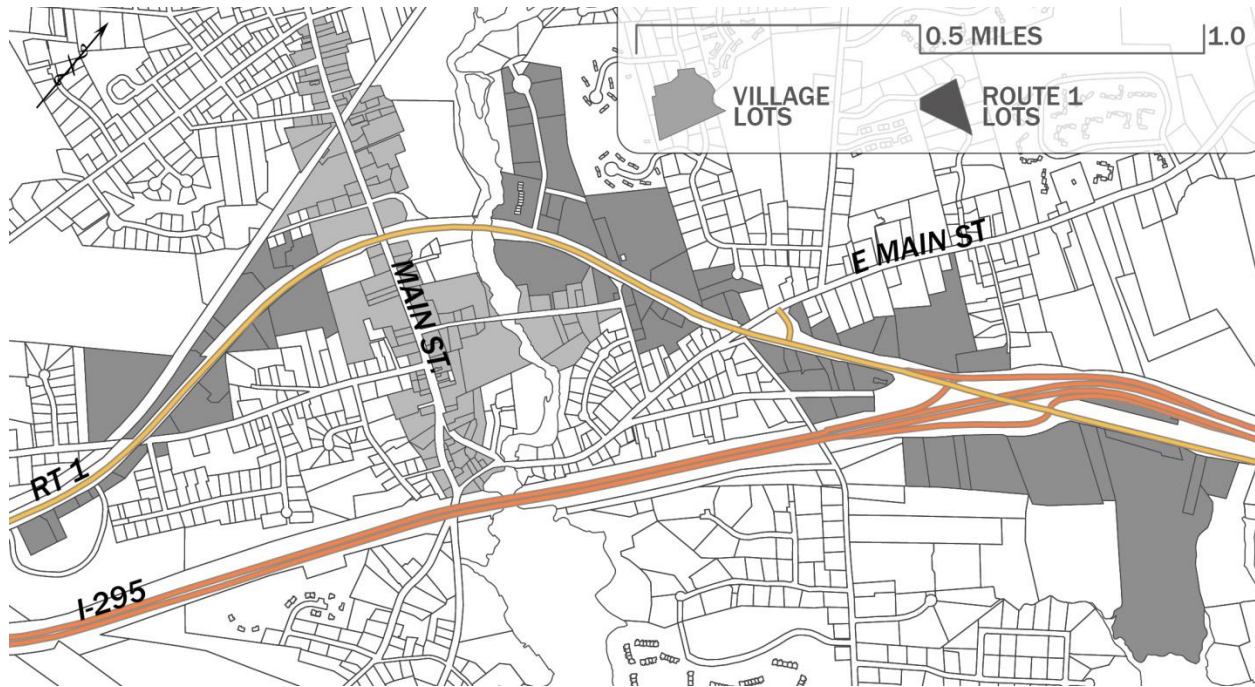 0.5 MILES
1.0
VILLAGE
LOTS
ROUTE 1
LOTS
E MAIN ST
MAIN ST.
RT 1
I-295